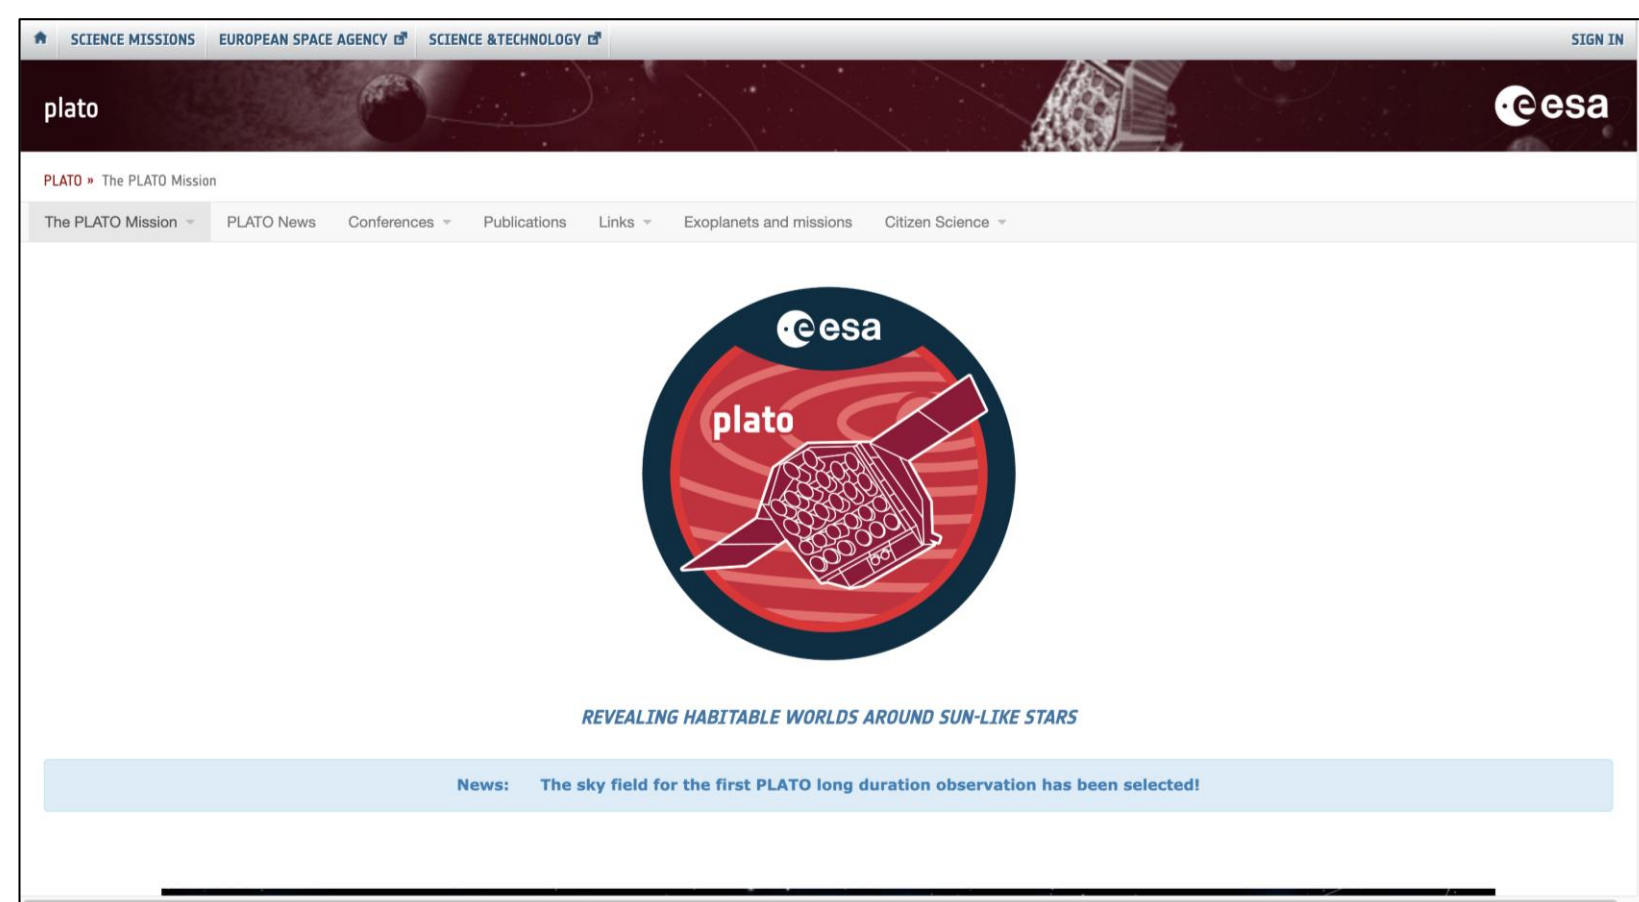 SCIENCE MISSIONS EUROPEAN SPACE AGENCY SCIENCE &TECHNOLOGY SIGN IN
plato esa
PLATO » The PLATO Mission
The PLATO Mission PLATO News Conferences Publications Links Exoplanets and missions Citizen Science
esa
plato
REVEALING HABITABLE WORLDS AROUND SUN-LIKE STARS
News: The sky field for the first PLATO long duration observation has been selected!